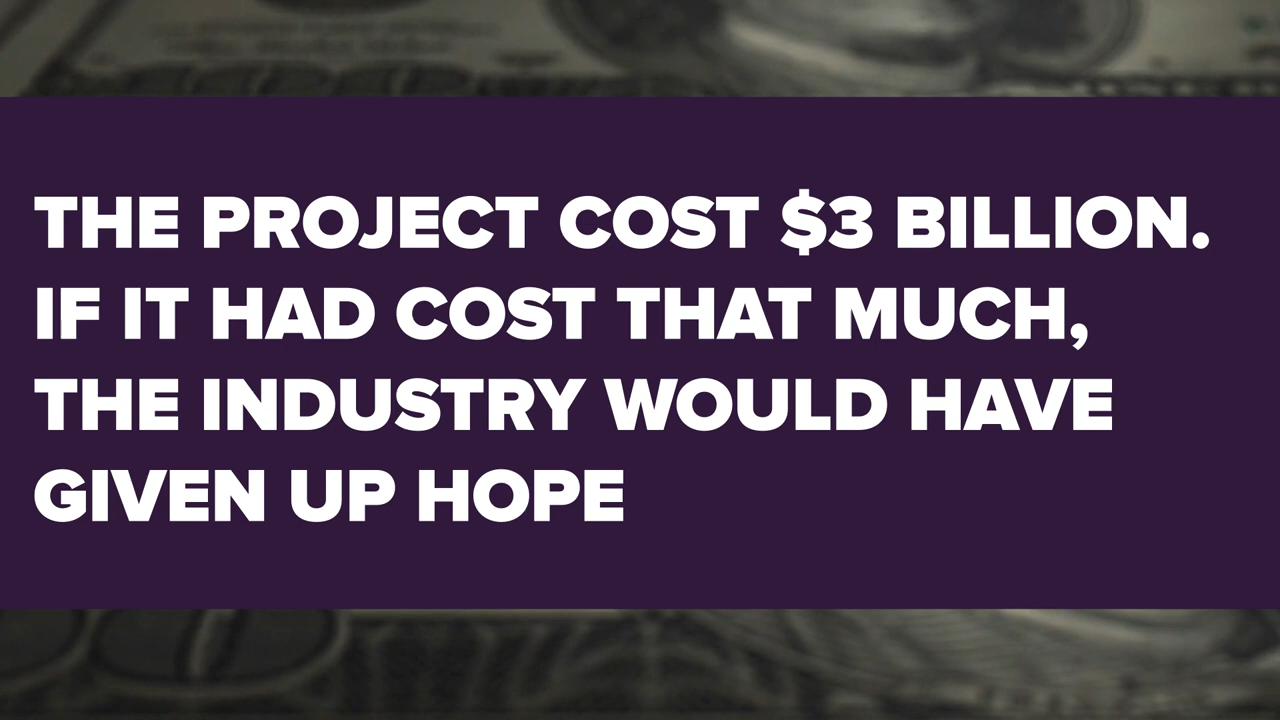 THE PROJECT COST $3 BILLION.
IF IT HAD COST THAT MUCH,
THE INDUSTRY WOULD HAVE
GIVEN UP HOPE